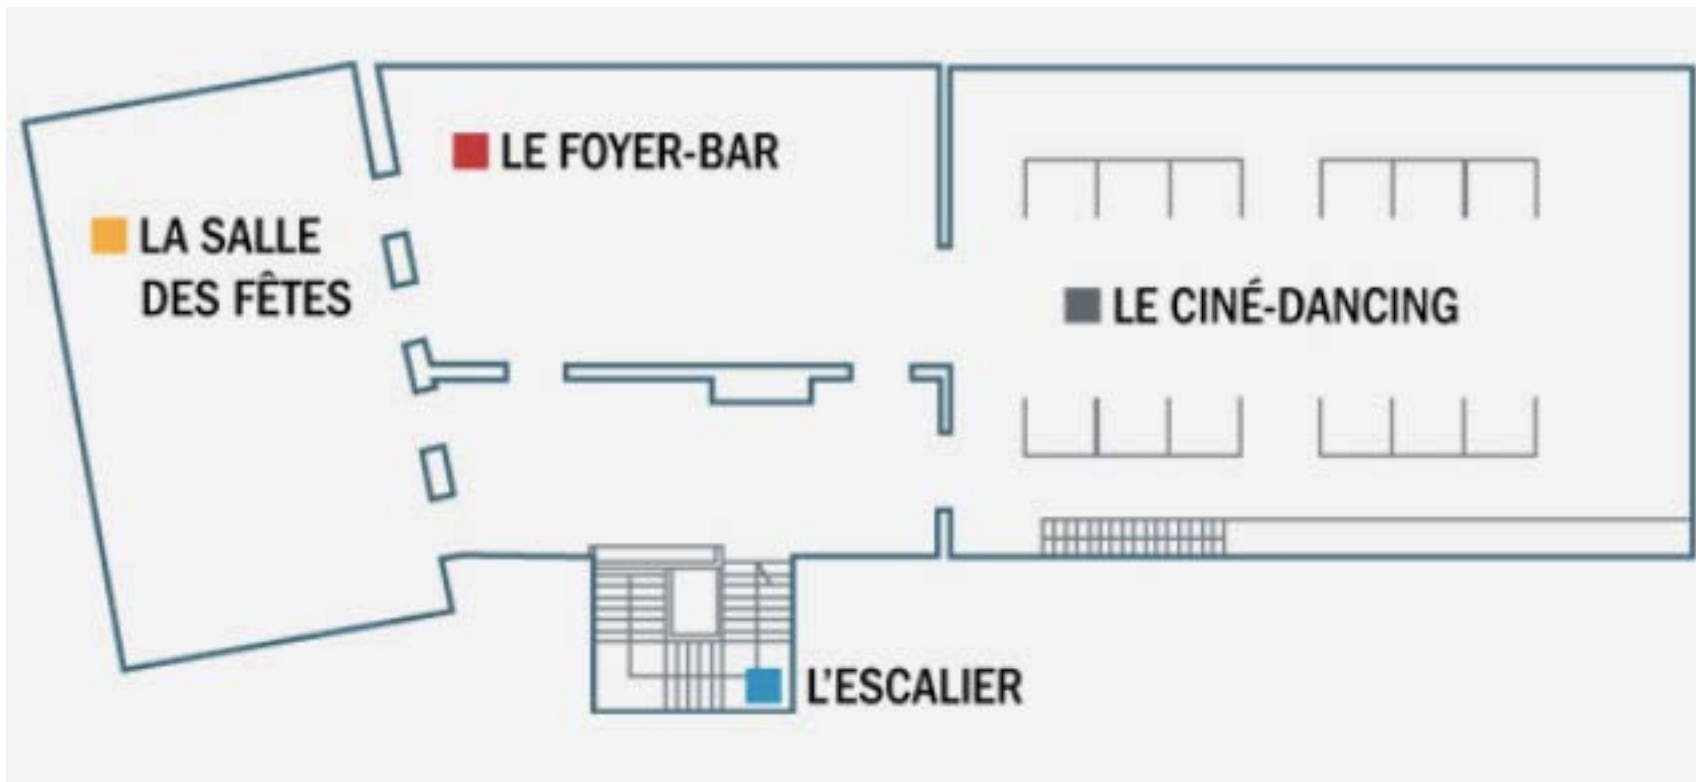 LE FOYER-BAR
LA SALLE
DES FÊTES
LE CINÉ-DANCING
L'ESCALIER